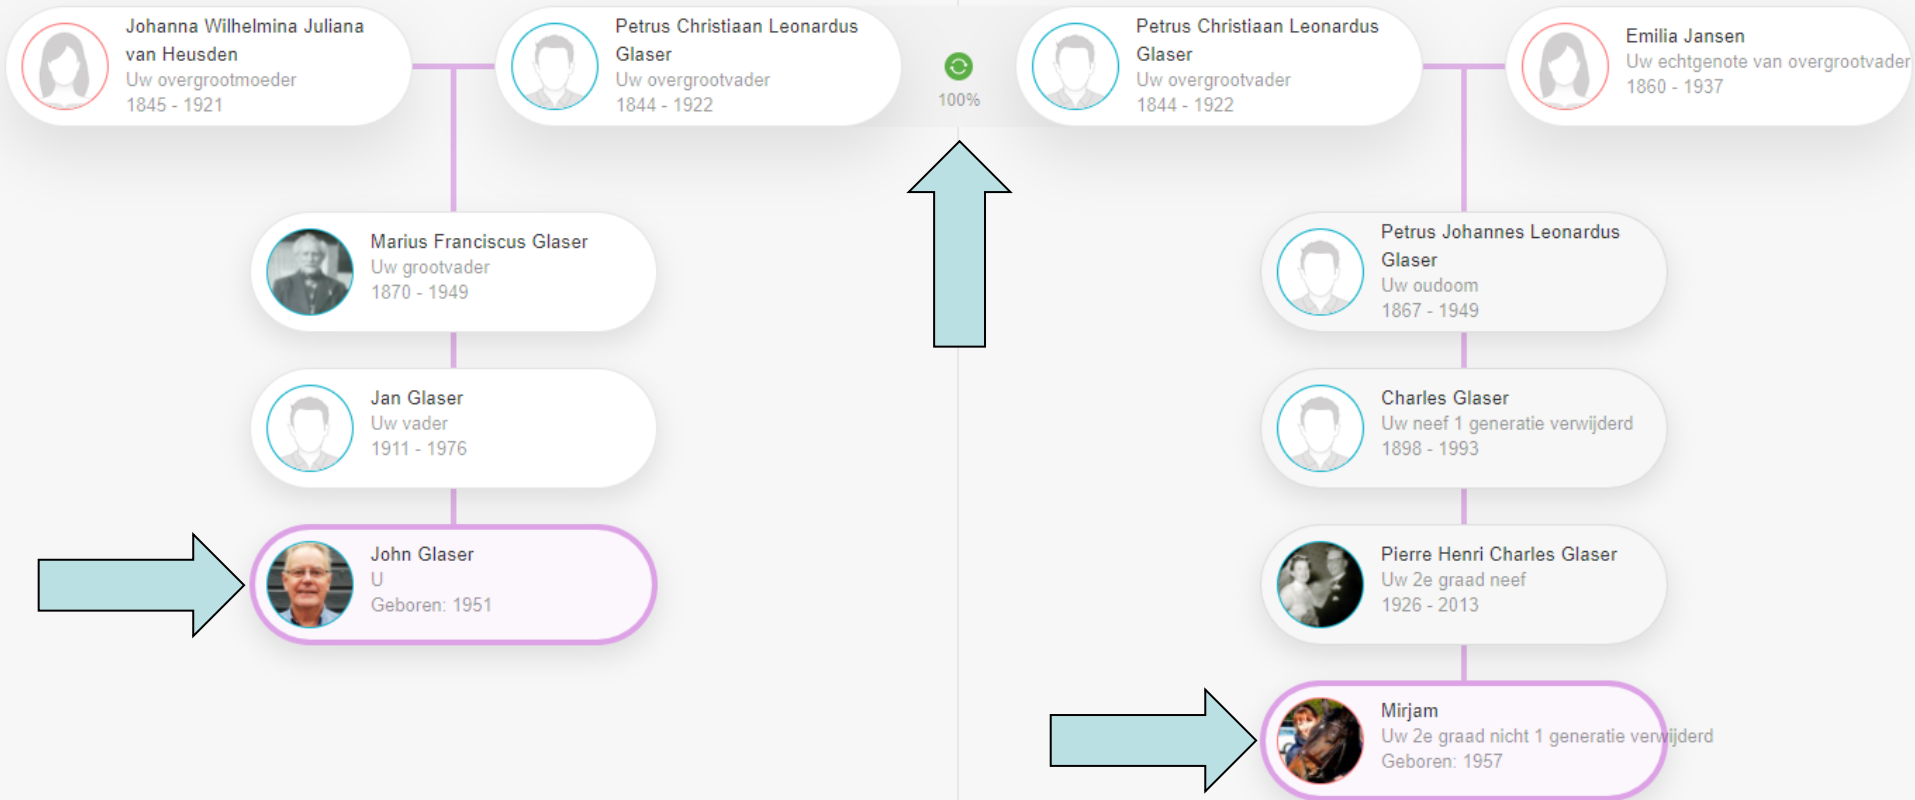 Johanna Wilhelmina Juliana
van Heusden
Uw overgrootmoeder
1845 - 1921
Petrus Christiaan Leonardus
Glaser
Uw overgrootvader
1844 - 1922
100%
Petrus Christiaan Leonardus
Glaser
Uw overgrootvader
1844 - 1922
Emilia Jansen
Uw echtgenote van overgrootvader
1860 - 1937
Marius Franciscus Glaser
Uw grootvader
1870 - 1949
Jan Glaser
Uw vader
1911 - 1976
John Glaser
U
Geboren: 1951
Petrus Johannes Leonardus
Glaser
Uw oudoom
1867 - 1949
Charles Glaser
Uw neef 1 generatie verwijderd
1898 - 1993
Pierre Henri Charles Glaser
Uw 2e graad neef
1926 - 2013
Mirjam
Uw 2e graad nicht 1 generatie verwijderd
Geboren: 1957